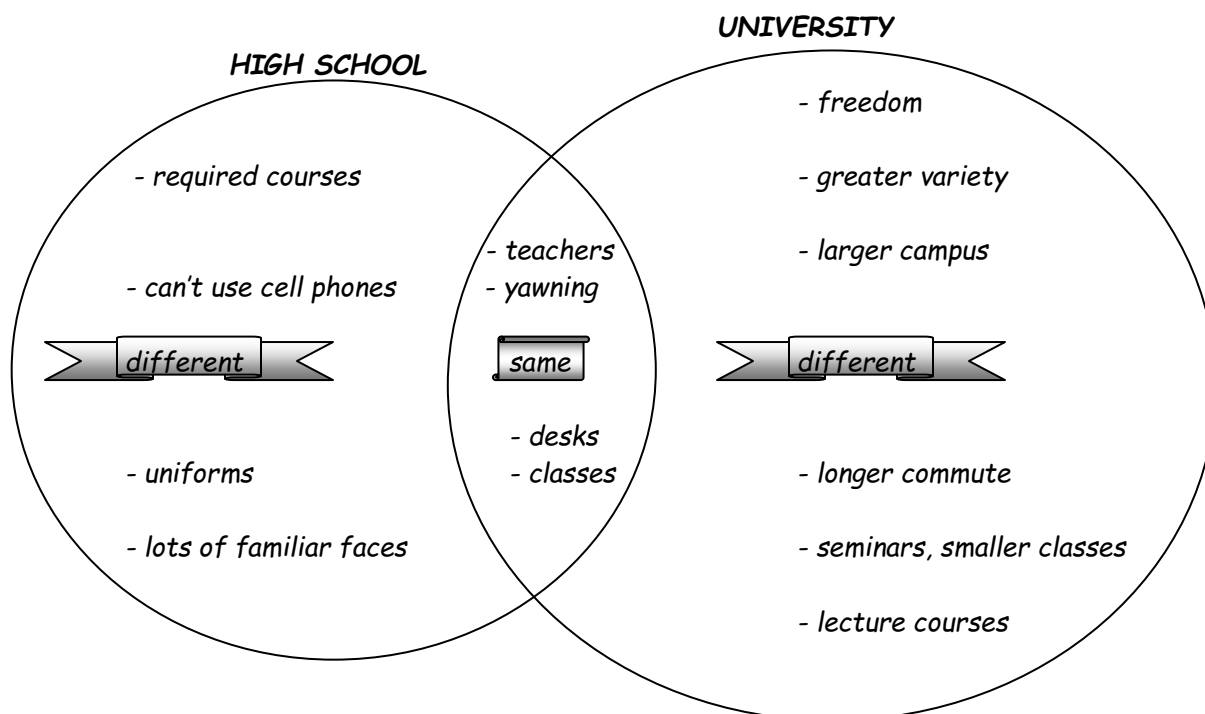 UNIVERSITY
HIGH SCHOOL
- required courses
- can't use cell phones
different
- uniforms
- lots of familiar faces
- teachers
- yawning
same
- desks
- classes
- freedom
- greater variety
- larger campus
different
- longer commute
- seminars, smaller classes
- lecture courses